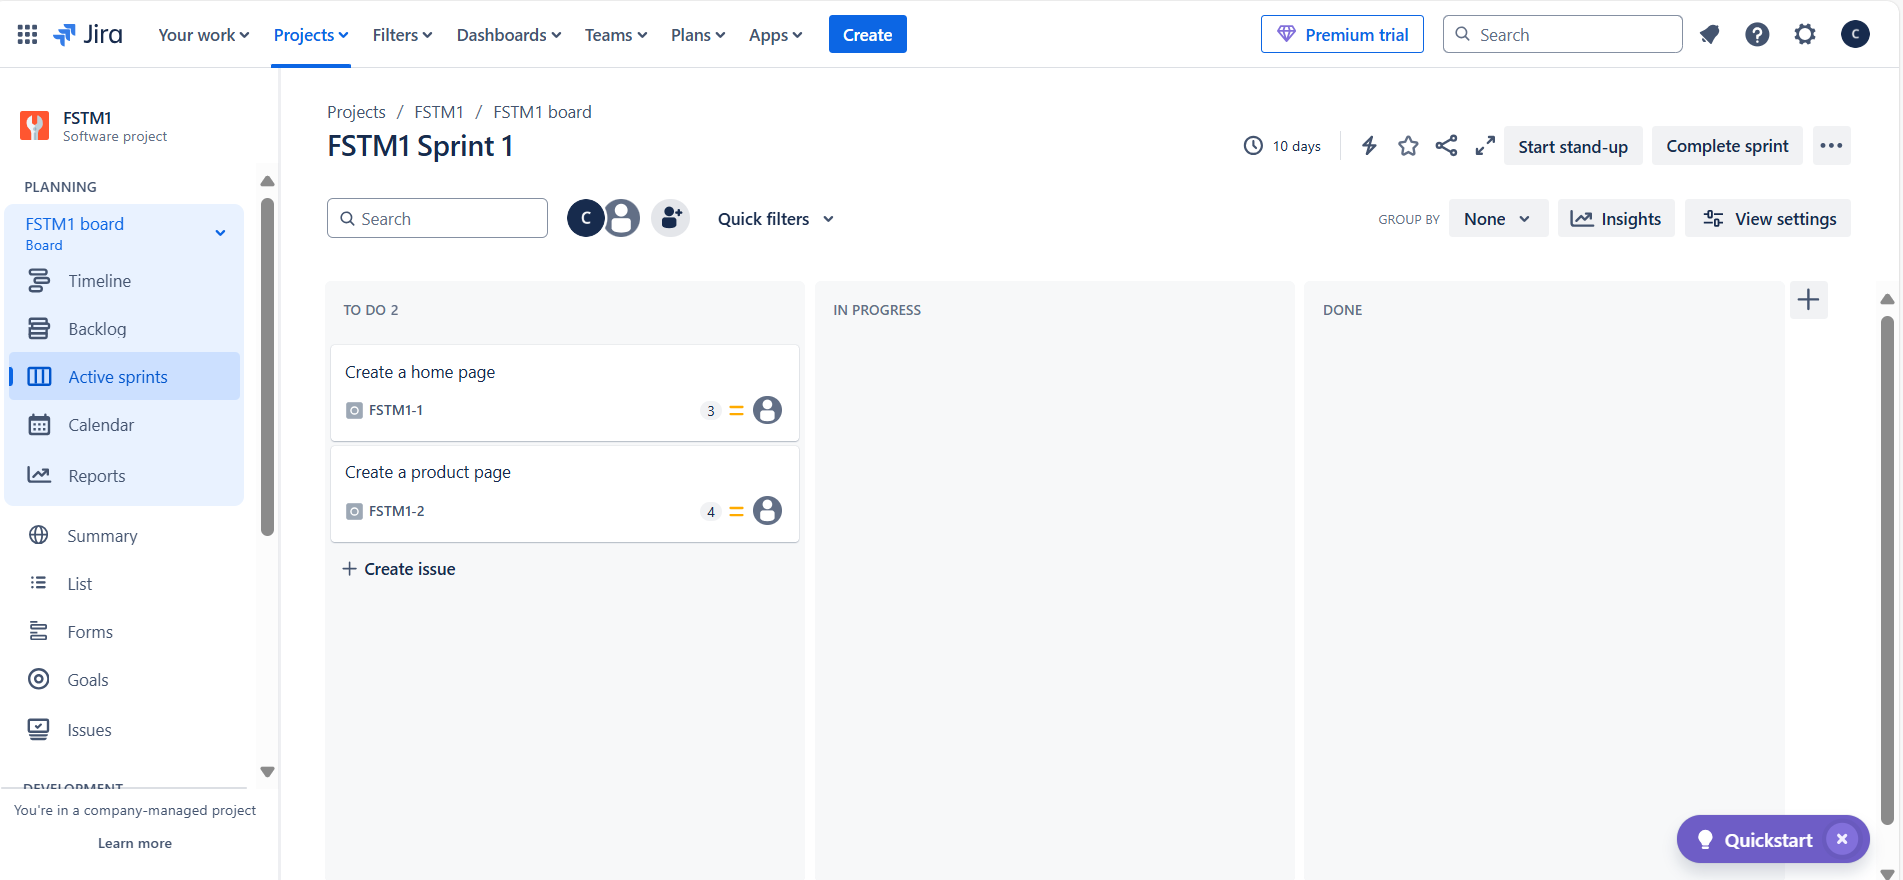 Jira Your work Projects Filters Dashboards Teams Plans Apps Create Premium trial Search ? C
FSTM1
Software project
PLANNING
FSTM1 board
Board
Timeline
Backlog
Active sprints
Calendar
Reports
Summary
List
Forms
Goals
Issues
DEVELOPMENT
You're in a company-managed project
Learn more
Projects / FSTM1 / FSTM1 board
FSTM1 Sprint 1
10 days Start stand-up Complete sprint
Search C Quick filters GROUP BY None Insights View settings
TO DO 2
Create a home page
FSTM1-1 3
Create a product page
FSTM1-2 4
+ Create issue
IN PROGRESS
DONE
Quickstart